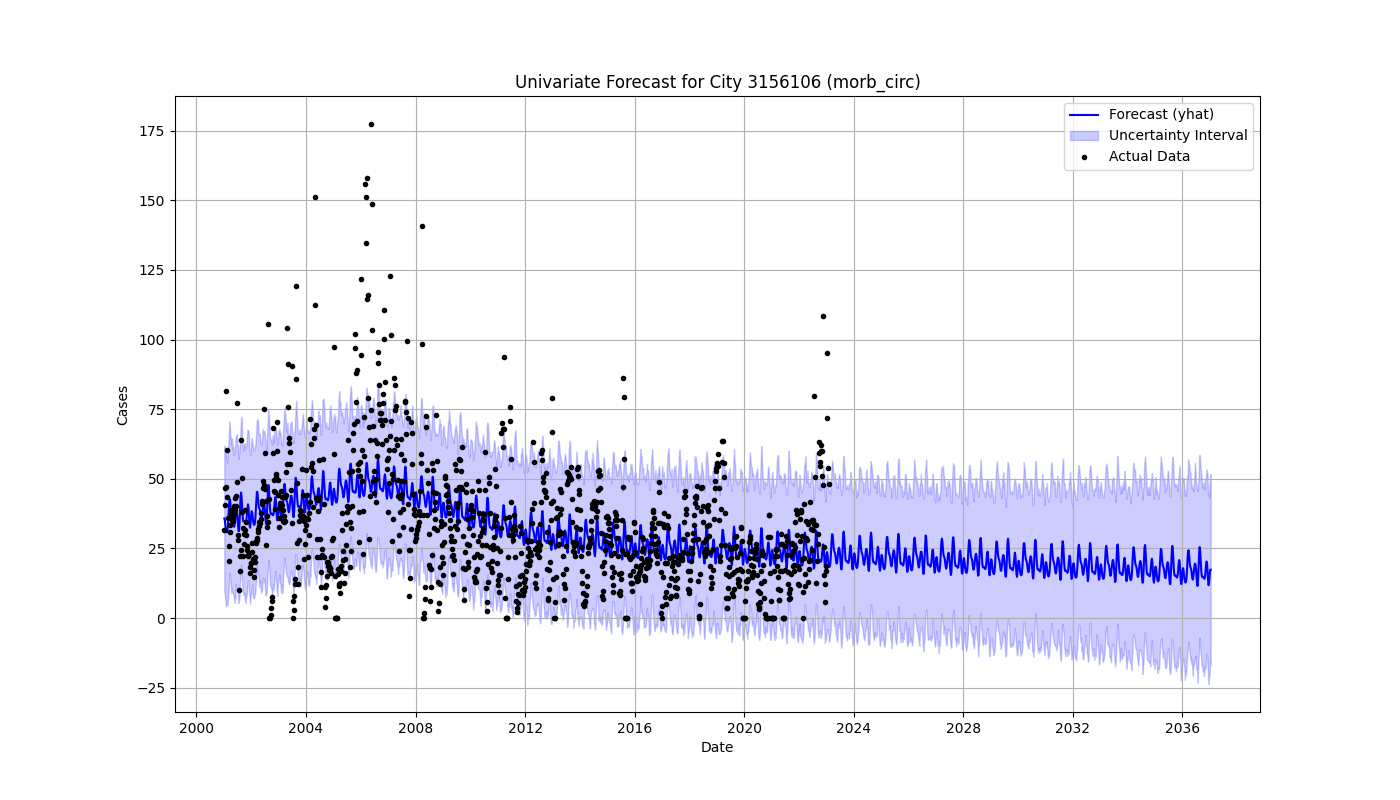 Univariate Forecast for City 3156106 (morb_circ)
Forecast (yhat)
Uncertainty Interval
Actual Data
175
150
125
100
75
50
25
0
−25
Cases
2000 2004 2008 2012 2016 2020 2024 2028 2032 2036
Date